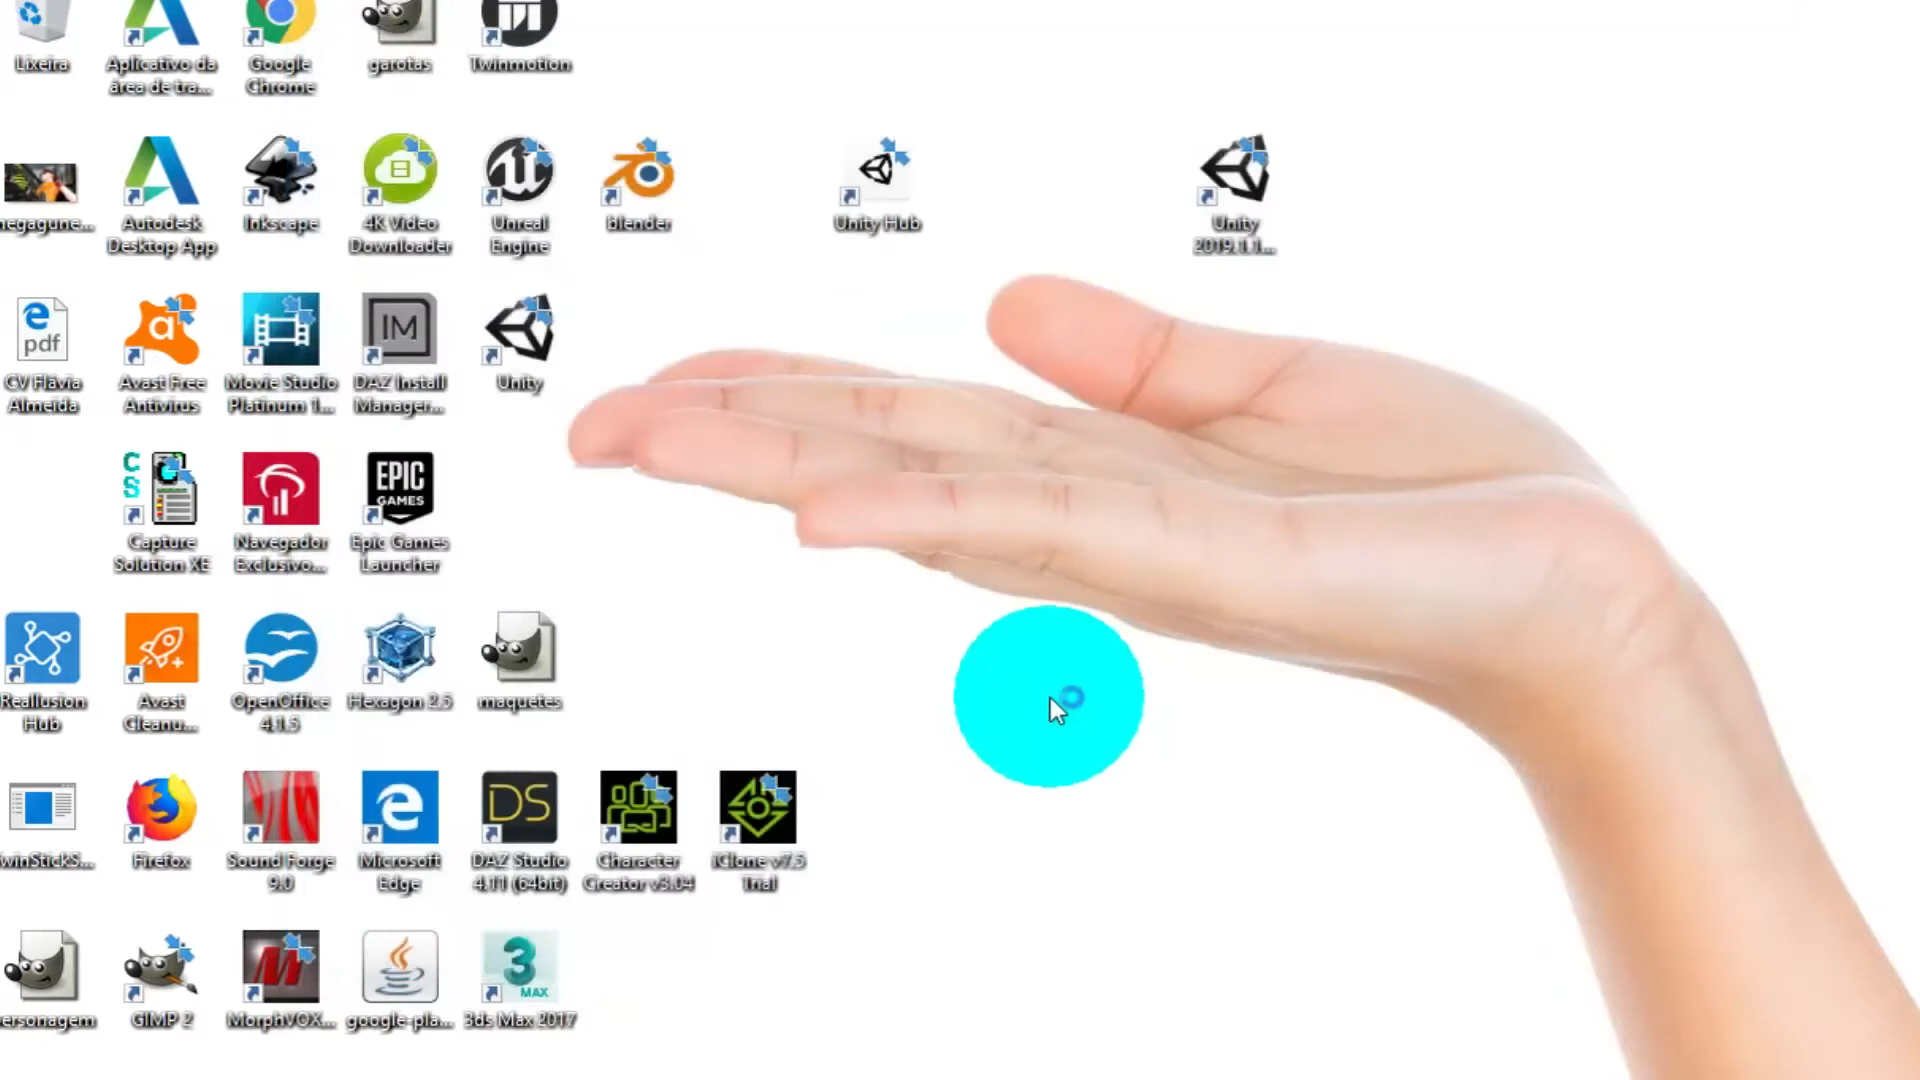 Lixeira
Aplicativo da
área de tra...
Google
Chrome
garotas
Twinmotion
negagune...
Autodesk
Desktop App
Inkscape
4K Video
Downloader
Unreal
Engine
blender
Unity Hub
Unity
2019.1.1...
pdf
CV Flávia
Almeida
Avast Free
Antivirus
Movie Studio
Platinum 1...
IM
DAZ Install
Manager...
Unity
CS
Capture
Solution XE
Navegador
Exclusivo...
EPIC
GAMES
Epic Games
Launcher
Reallusion
Hub
Avast
Cleanu...
OpenOffice
4.1.5
Hexagon 2.5
maquetes
winStickS...
Firefox
Sound Forge
9.0
Microsoft
Edge
DS
DAZ Studio
4.11 (64bit)
Character
Creator v3.04
iClone v7.5
Trial
ersonagem
GIMP 2
MorphVOX...
google-pla...
3
MAX
3ds Max 2017